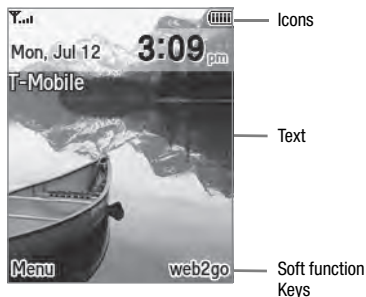 Icons
Mon, Jul 12 3:09 pm
T-Mobile
Text
Menu web2go
Soft function
Keys